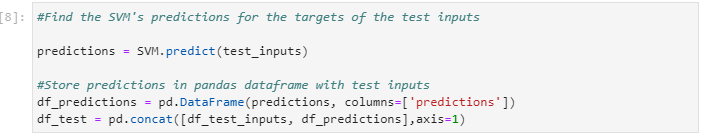 [8]: #Find the SVM's predictions for the targets of the test inputs
predictions = SVM.predict(test_inputs)
#Store predictions in pandas dataframe with test inputs
df_predictions = pd.DataFrame(predictions, columns=['predictions'])
df_test = pd.concat([df_test_inputs, df_predictions],axis=1)